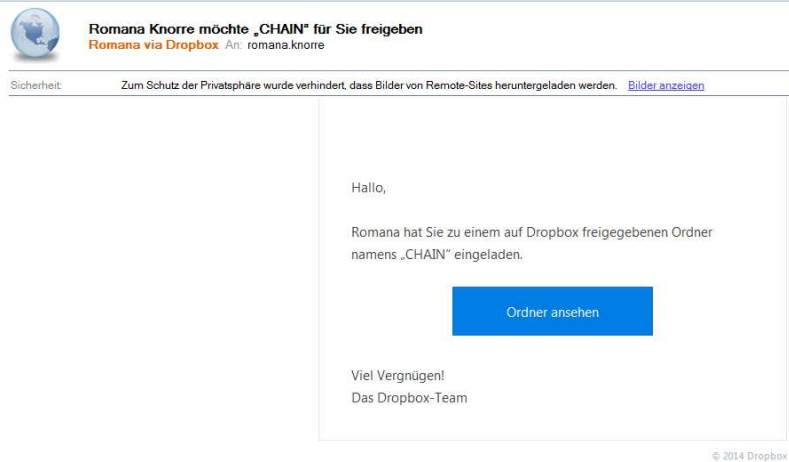 Romana Knorre möchte „CHAIN“ für Sie freigeben
Romana via Dropbox An: romana.knorre
Sicherheit: Zum Schutz der Privatsphäre wurde verhindert, dass Bilder von Remote-Sites heruntergeladen werden. Bilder anzeigen
Hallo,
Romana hat Sie zu einem auf Dropbox freigegebenen Ordner
namens „CHAIN“ eingeladen.
Ordner ansehen
Viel Vergnügen!
Das Dropbox-Team
© 2014 Dropbox